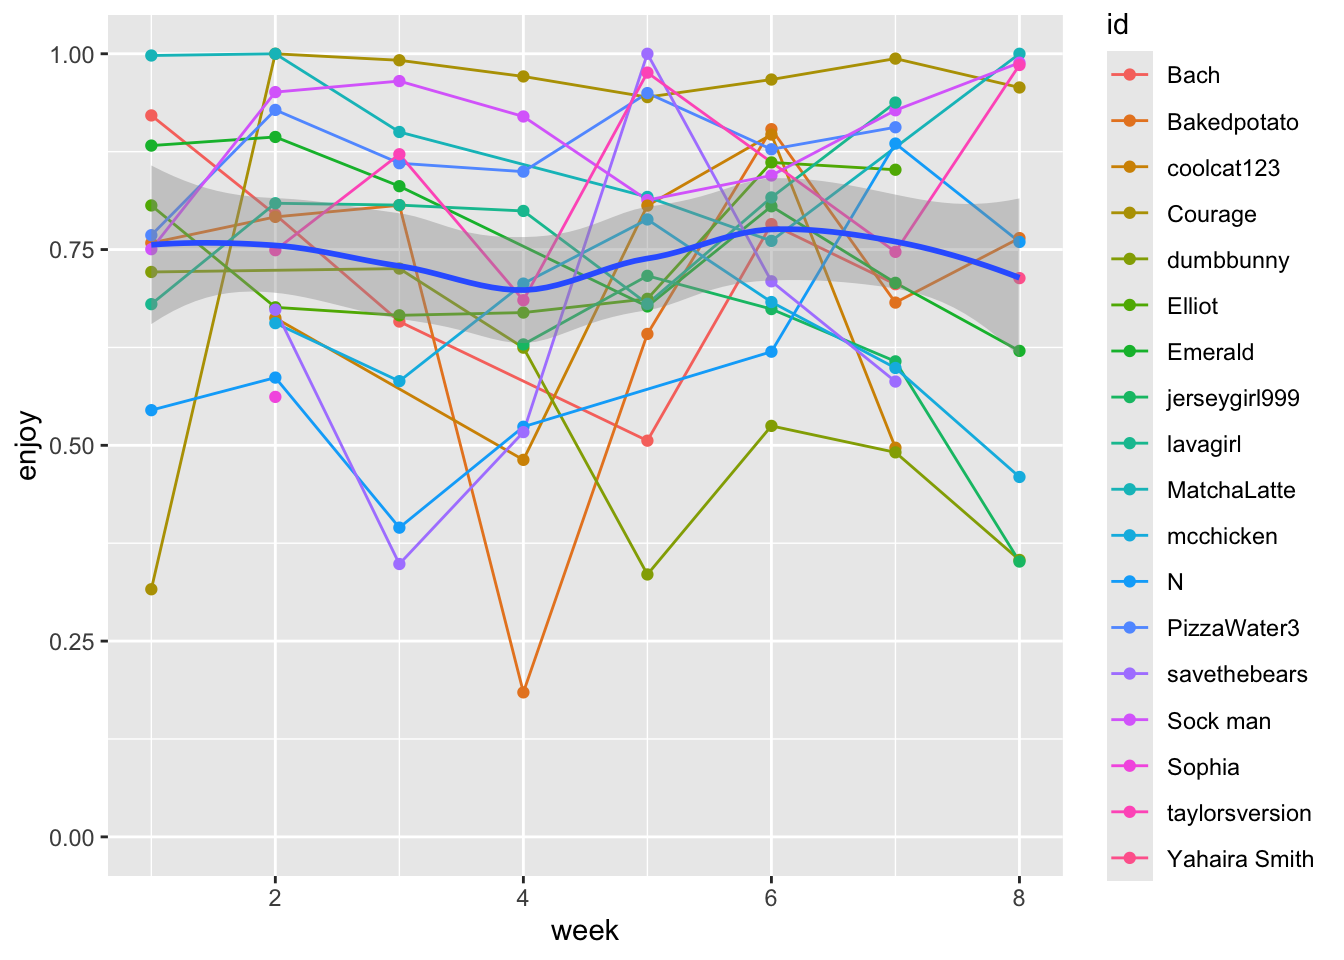 id
Bach
Bakedpotato
coolcat123
Courage
dumbbunny
Elliot
Emerald
jerseygirl999
lavagirl
MatchaLatte
mcchicken
N
PizzaWater3
savethebears
Sock man
Sophia
taylorsversion
Yahaira Smith
1.00
0.75
0.50
0.25
0.00
enjoy
2 4 6 8
week